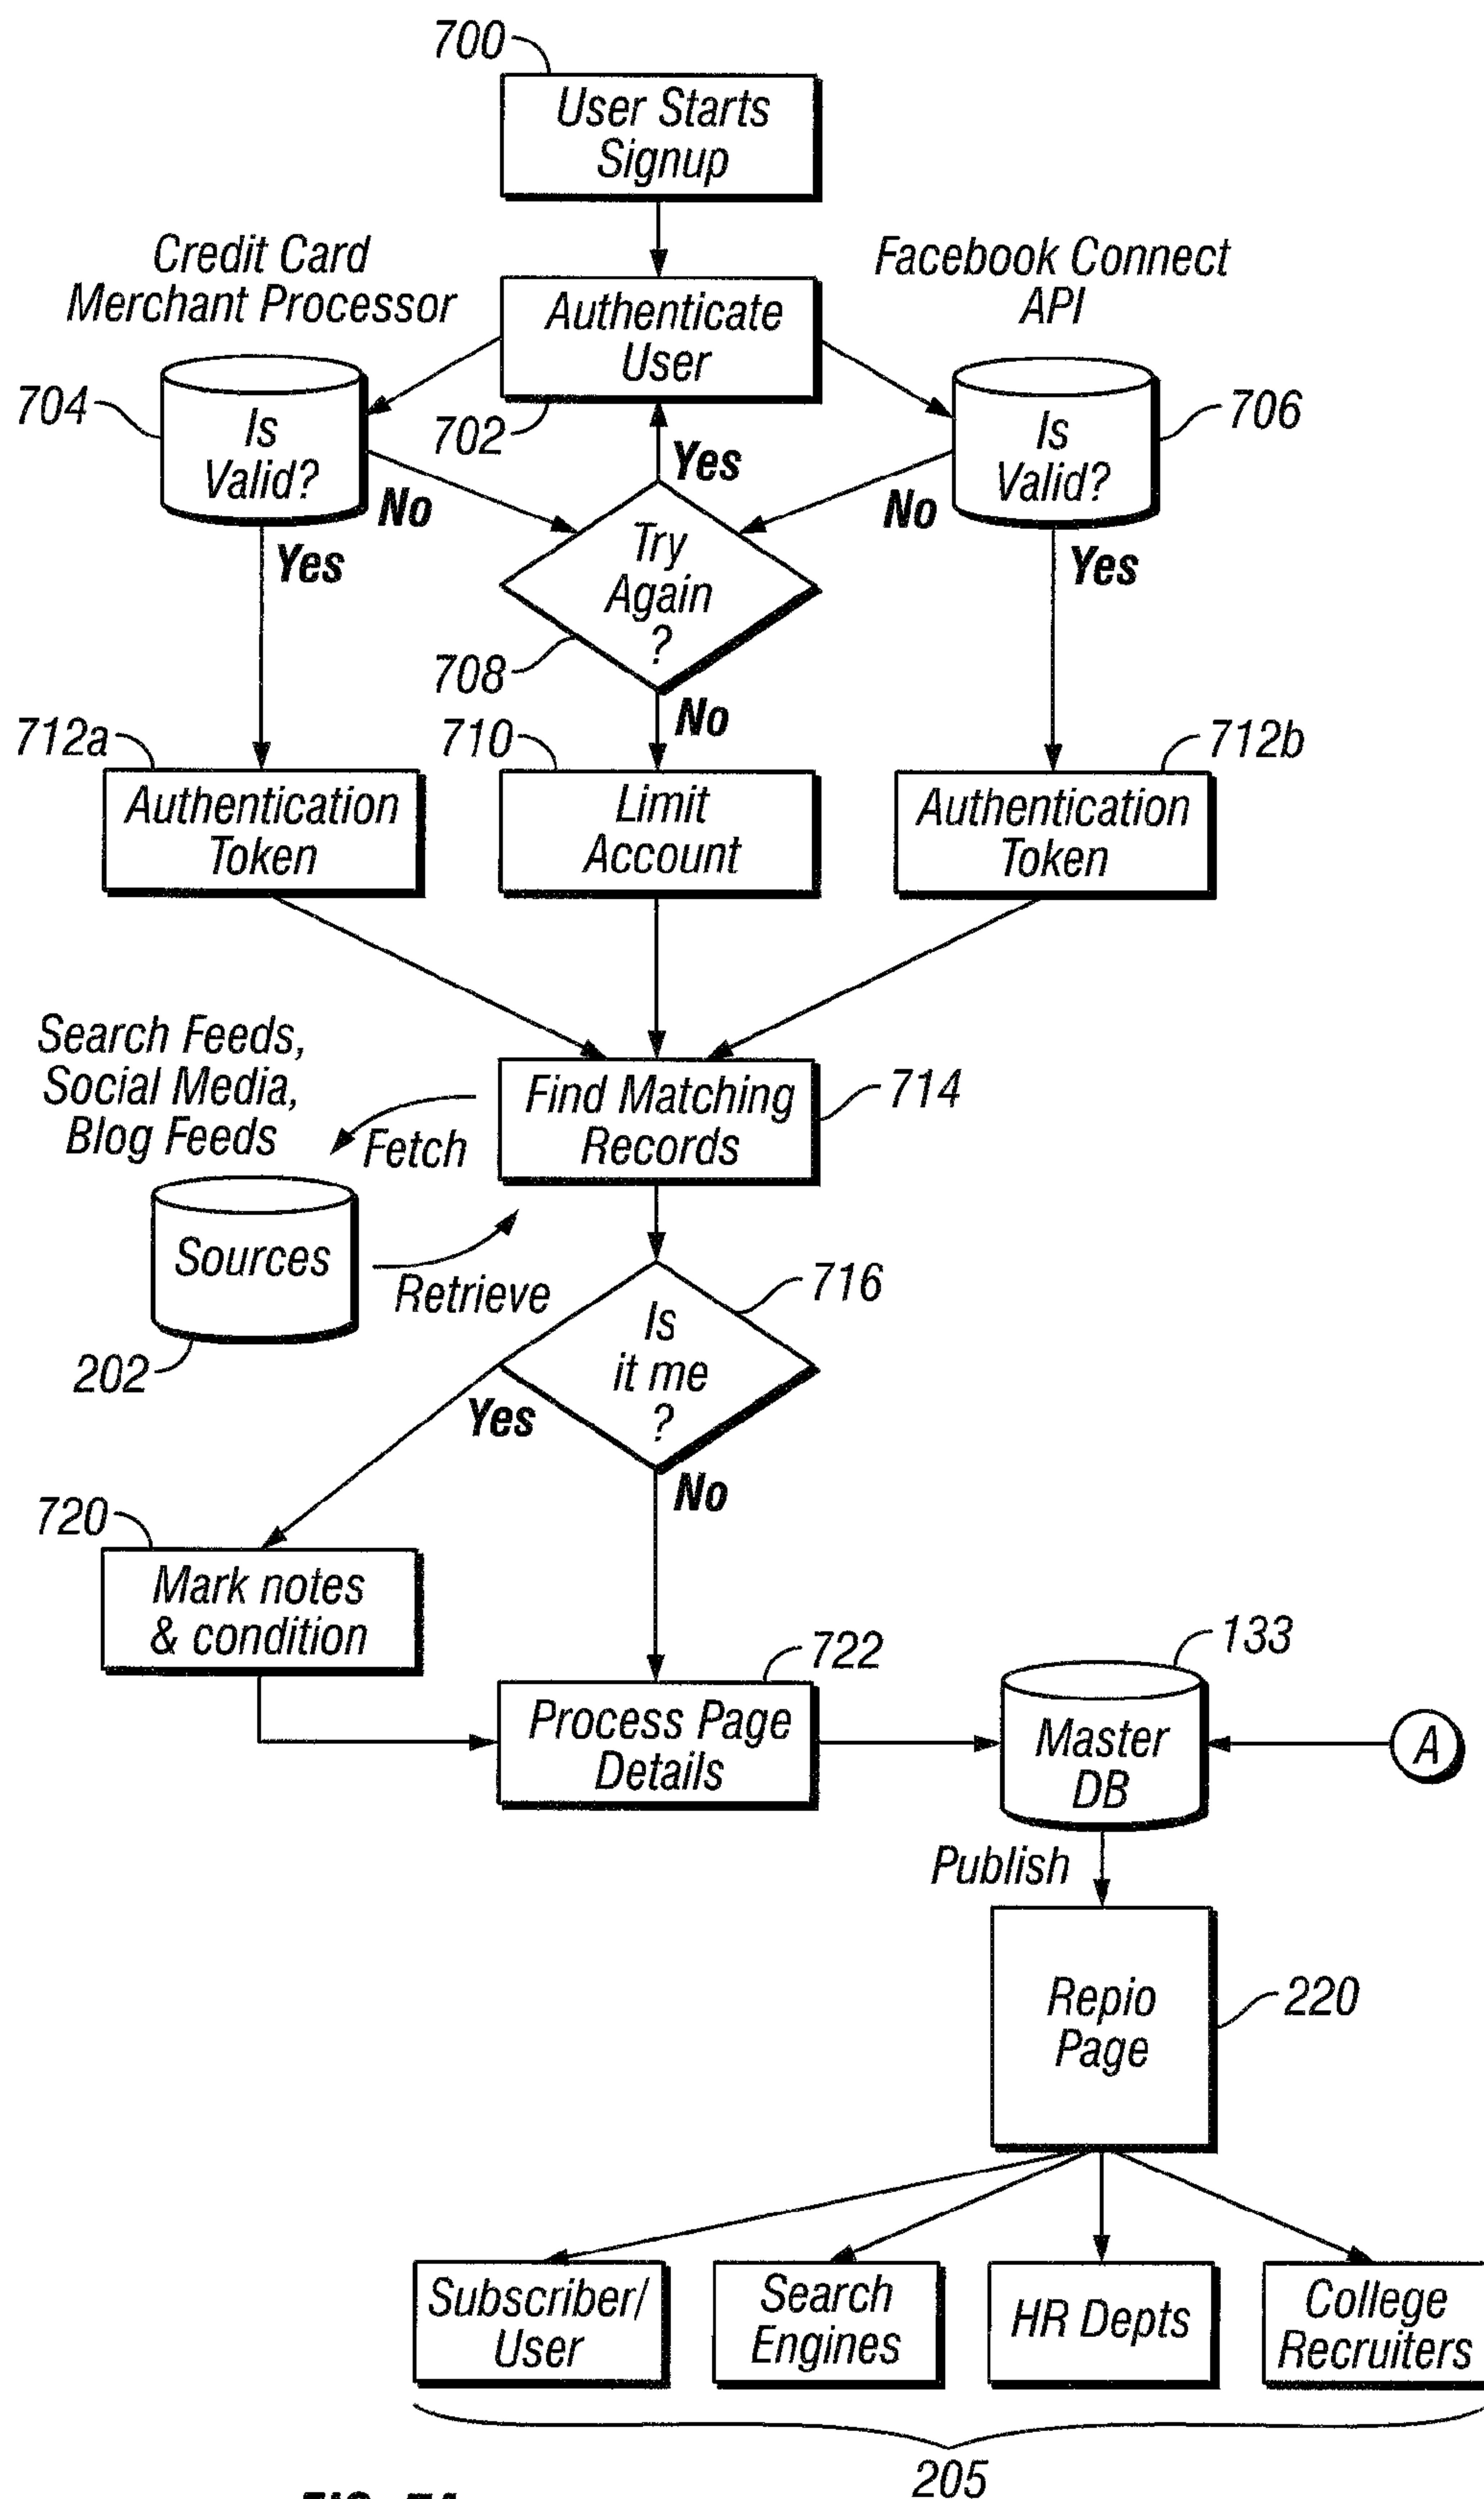 700
User Starts
Signup
Credit Card
Merchant Processor
Facebook Connect
API
Authenticate
User
702
704
Is
Valid?
706
Is
Valid?
Yes
No
No
Try
Again
?
Yes
Yes
708
No
712a
710
712b
Authentication
Token
Limit
Account
Authentication
Token
Search Feeds,
Social Media,
Blog Feeds
Find Matching
Records
714
Fetch
Sources
Retrieve
202
716
Is
it me
?
Yes
No
720
Mark notes
& condition
722
Process Page
Details
133
Master
DB
A
Publish
Repio
Page
220
Subscriber/
User
Search
Engines
HR Depts
College
Recruiters
205